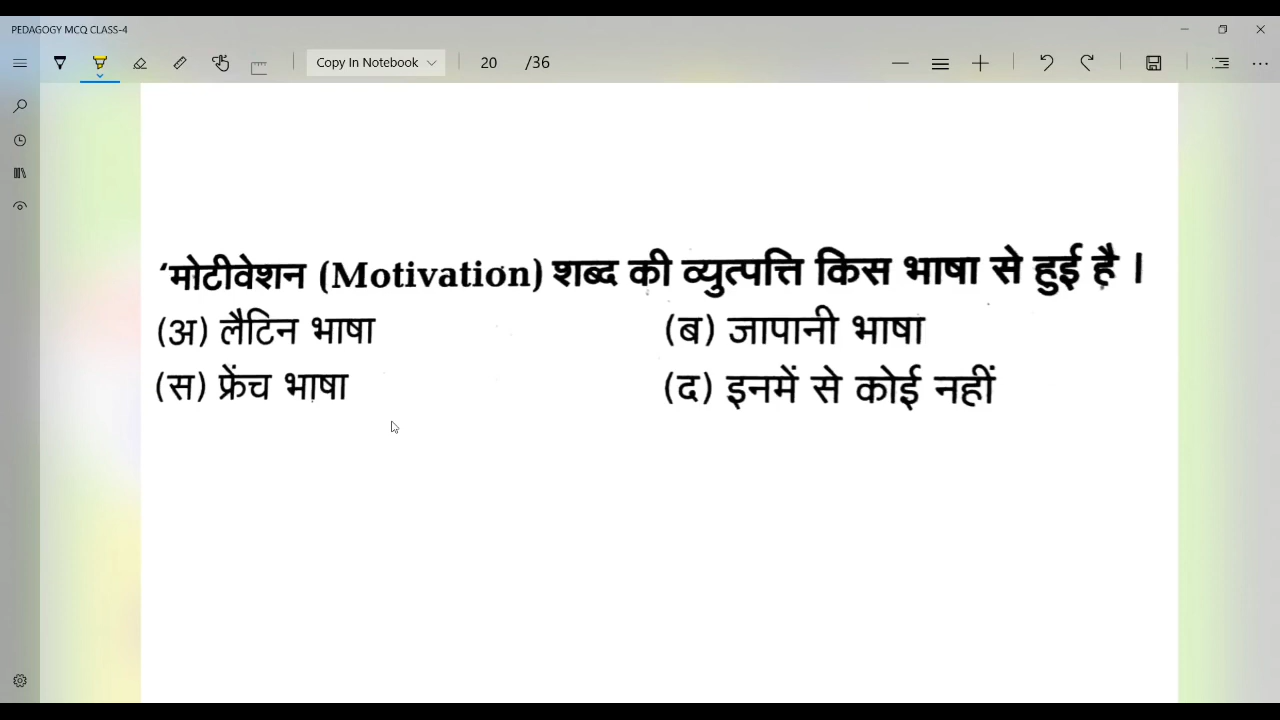 PEDAGOGY MCQ CLASS-4
Copy In Notebook 20 /36
‘मोटीवेशन (Motivation) शब्द की व्युत्पत्ति किस भाषा से हुई है ।
(अ) लैटिन भाषा (ब) जापानी भाषा
(स) फ्रेंच भाषा (द) इनमें से कोई नहीं